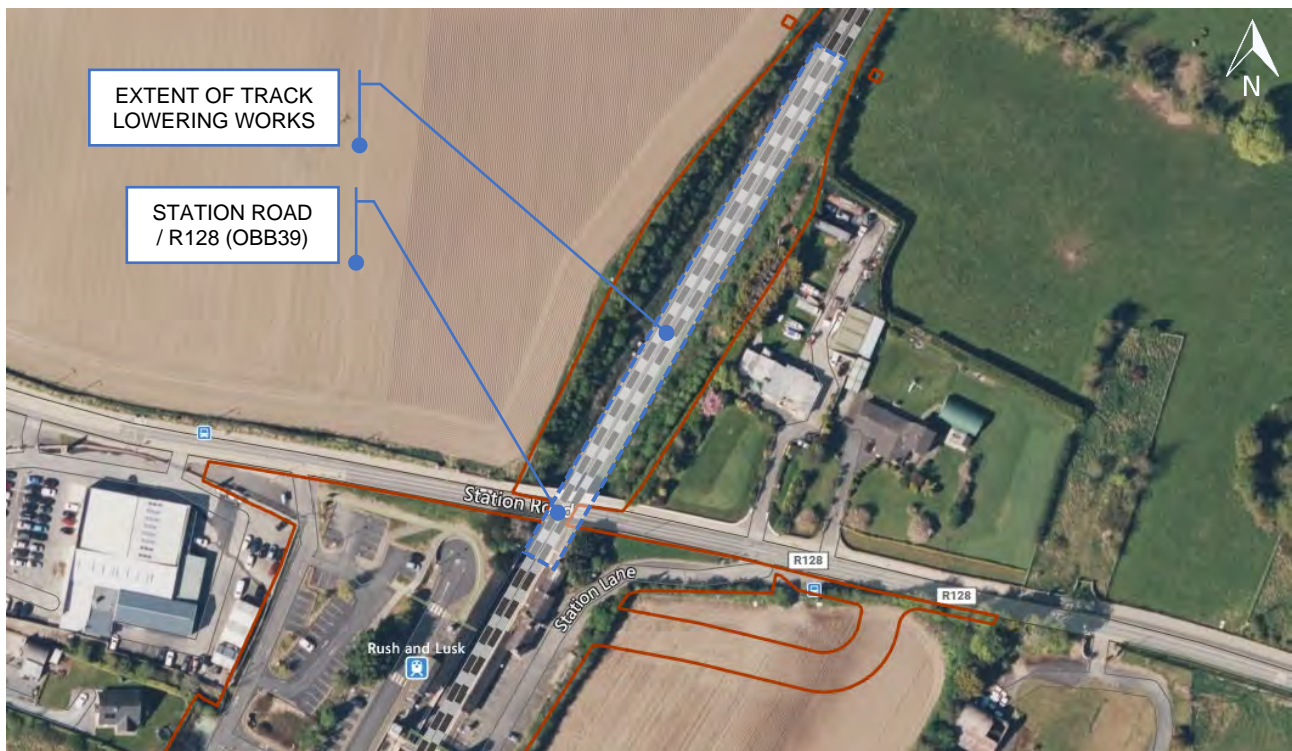 EXTENT OF TRACK
LOWERING WORKS
N
STATION ROAD
/ R128 (OBB39)
Station Road
R128
R128
Station Lane
Rush and Lusk